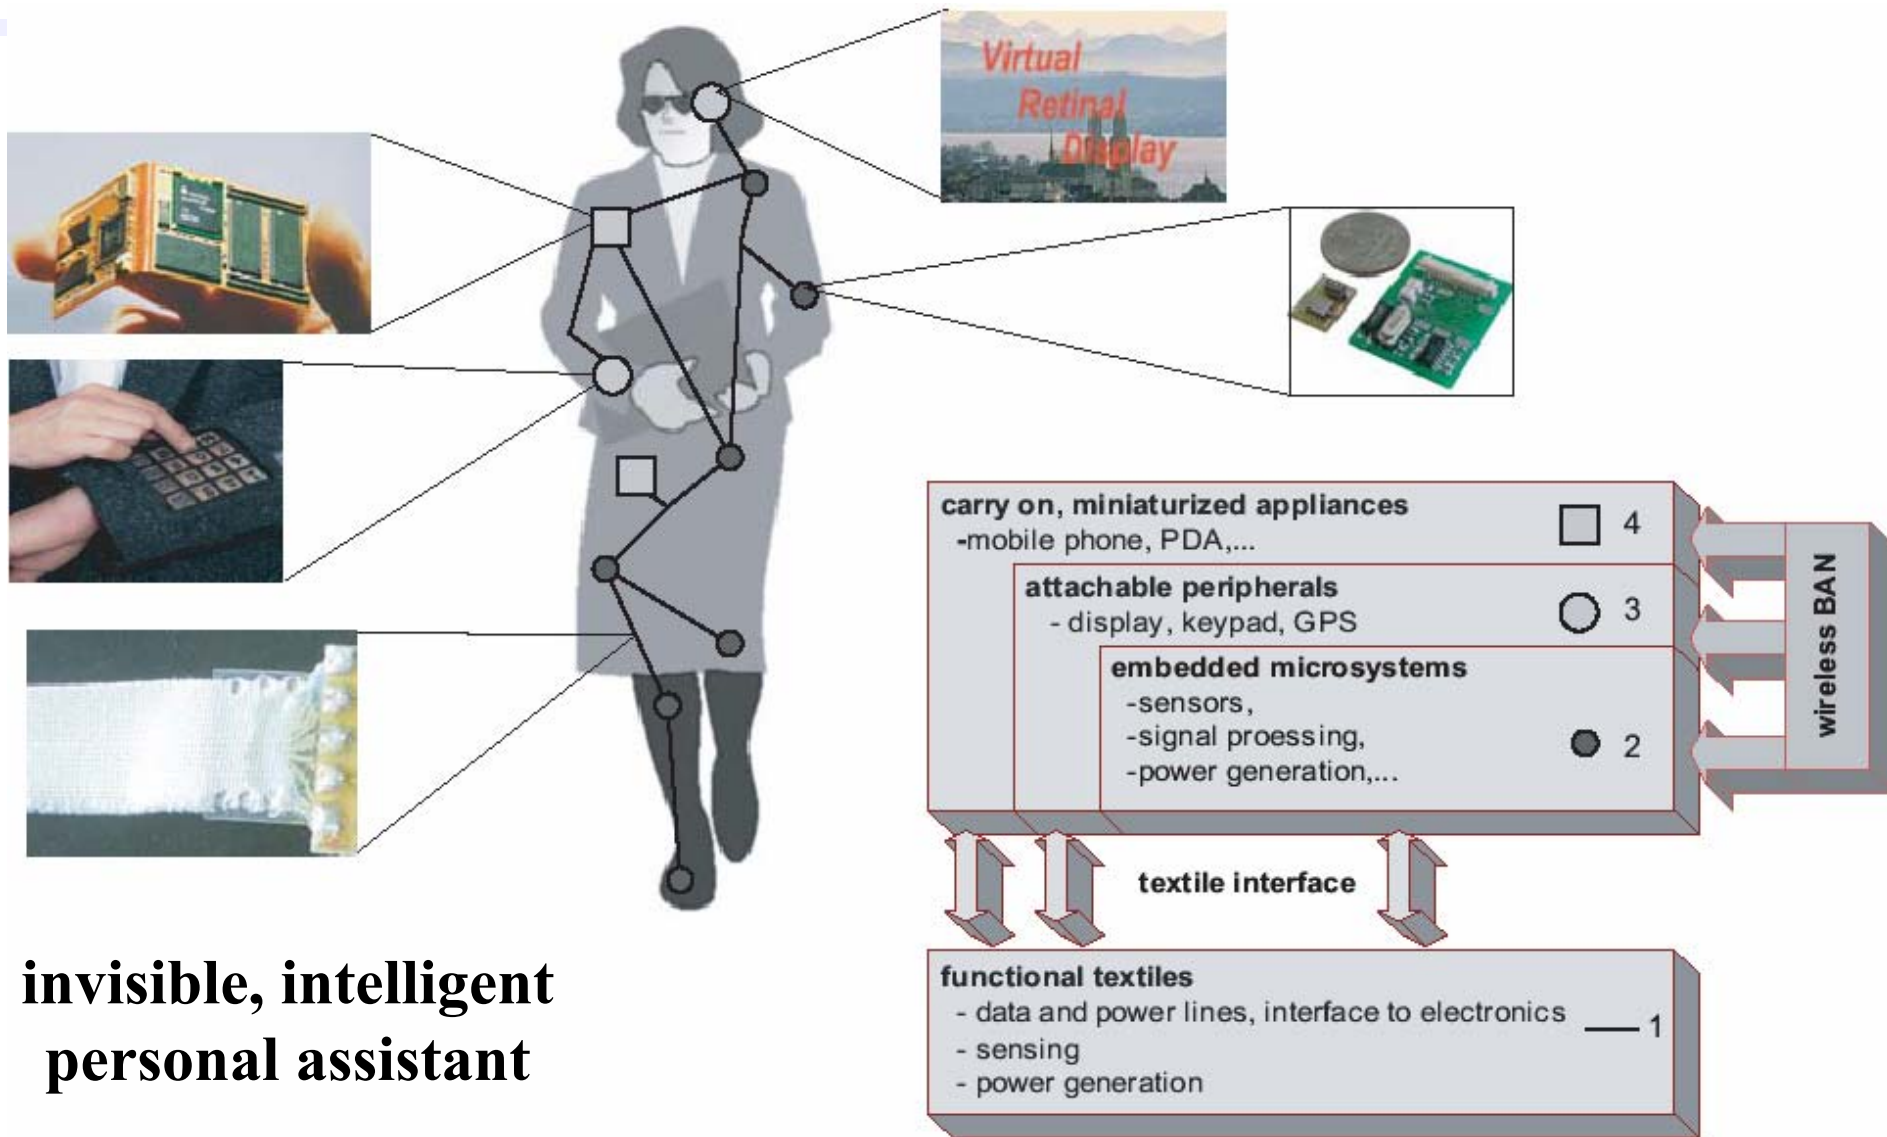 Virtual
Retinal
Display
carry on, miniaturized appliances
-mobile phone, PDA,...
4
attachable peripherals
- display, keypad, GPS
3
embedded microsystems
-sensors,
-signal proessing,
-power generation,...
2
wireless BAN
textile interface
functional textiles
- data and power lines, interface to electronics
1
- sensing
- power generation
invisible, intelligent
personal assistant